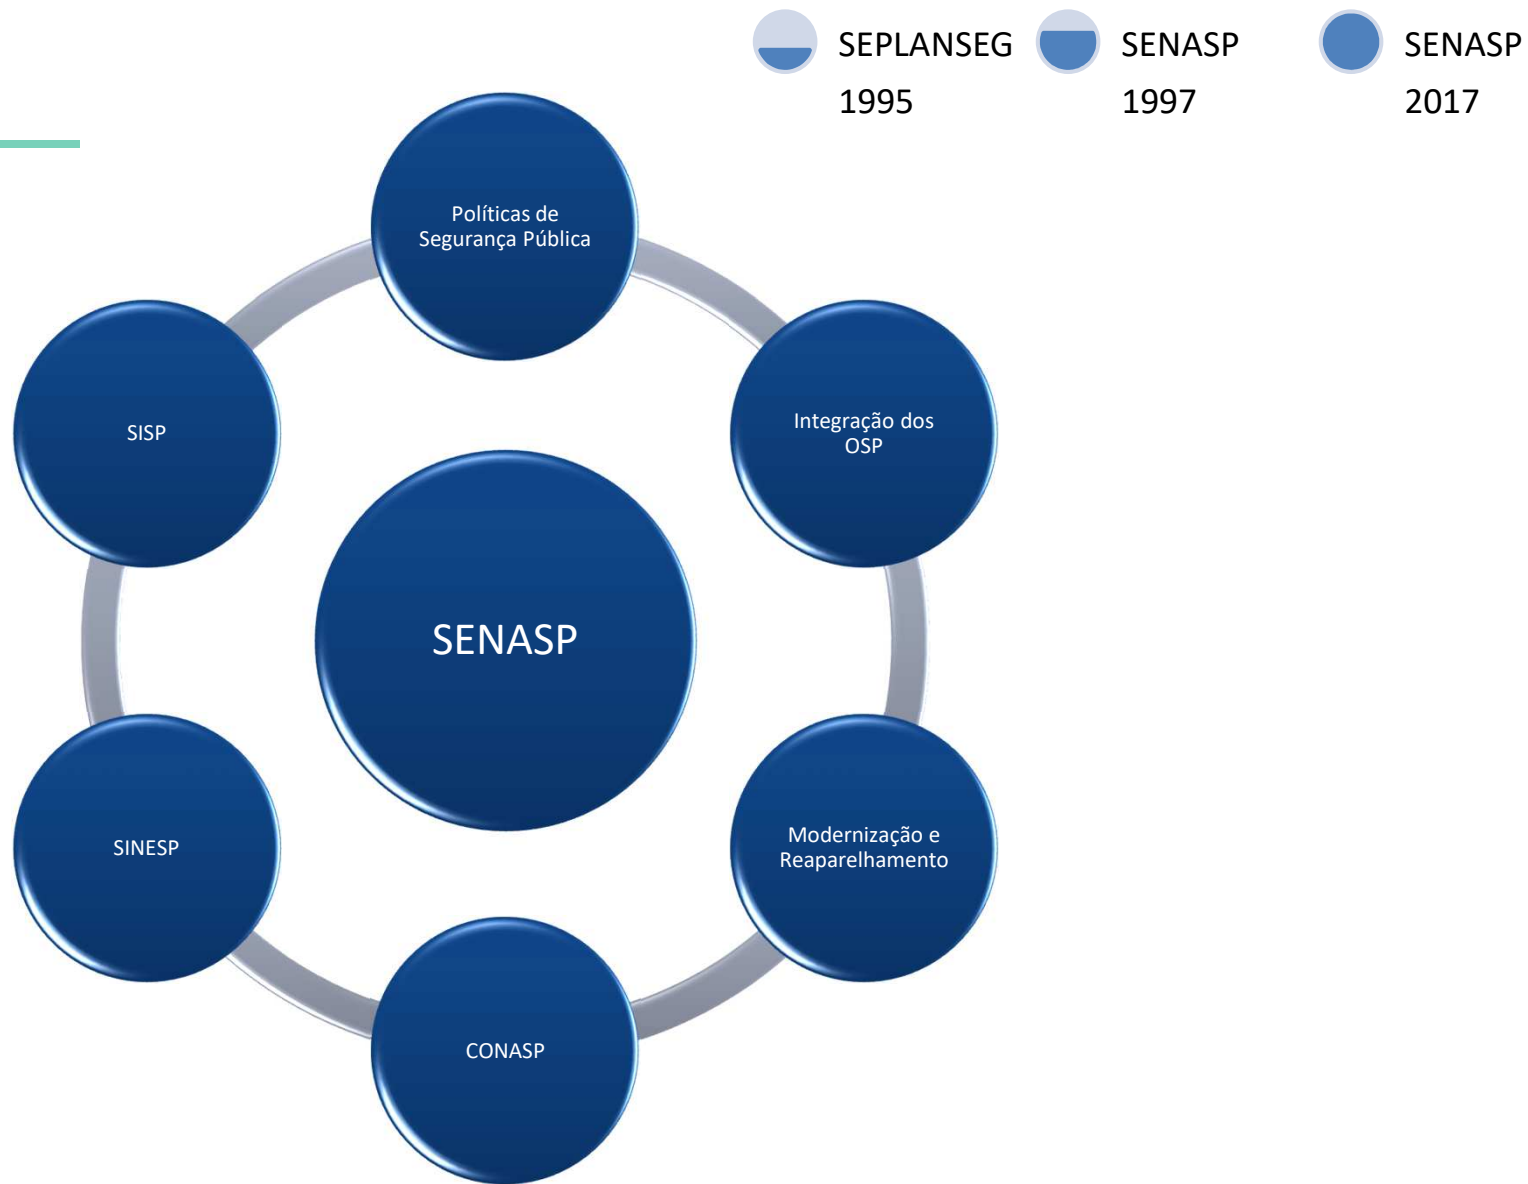 SEPLANSEG
1995
SENASP
1997
SENASP
2017
Políticas de
Segurança Pública
Integração dos
OSP
Modernização e
Reaparelhamento
CONASP
SINESP
SISP
SENASP